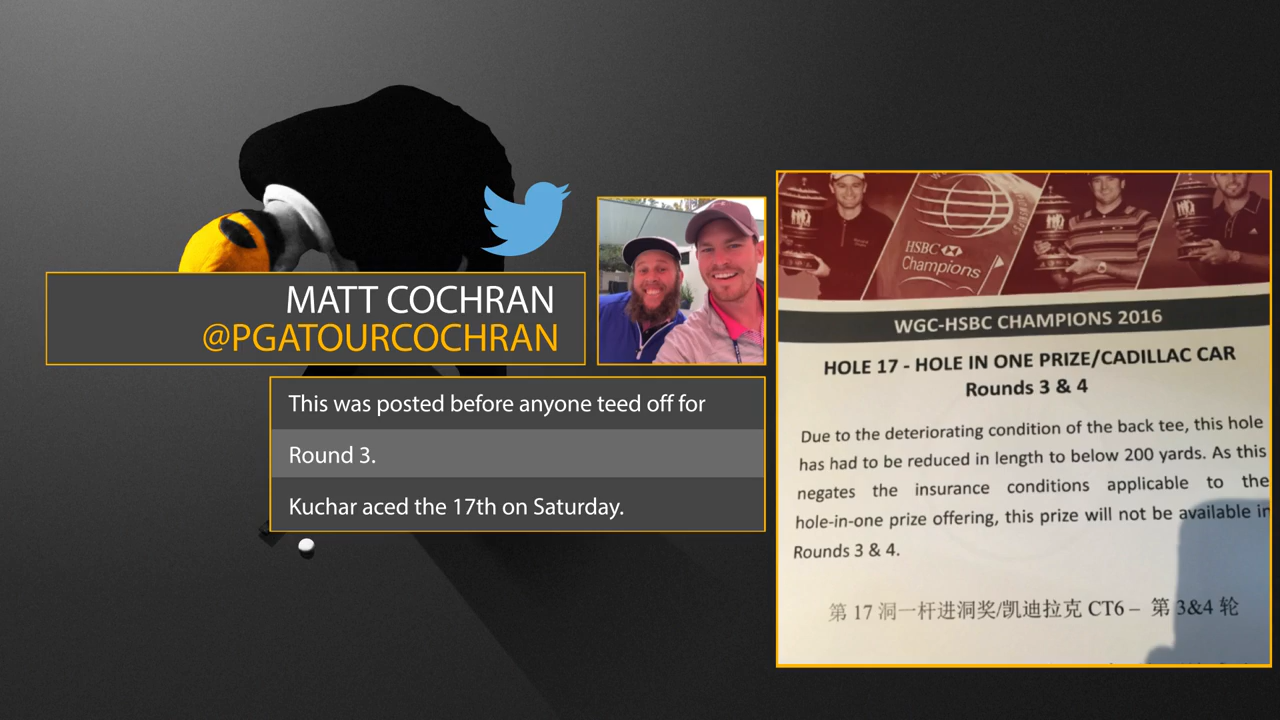 MATT COCHRAN
@PGATOURCOCHRAN
This was posted before anyone teed off for
Round 3.
Kuchar aced the 17th on Saturday.
HSBC
Champions
WGC-HSBC CHAMPIONS 2016
HOLE 17 - HOLE IN ONE PRIZE/CADILLAC CAR
Rounds 3 & 4
Due to the deteriorating condition of the back tee, this hole
has had to be reduced in length to below 200 yards. As this
negates the insurance conditions applicable to the
hole-in-one prize offering, this prize will not be available in
Rounds 3 & 4.
第 17 洞一杆进洞奖/凯迪拉克 CT6 – 第 3&4 轮